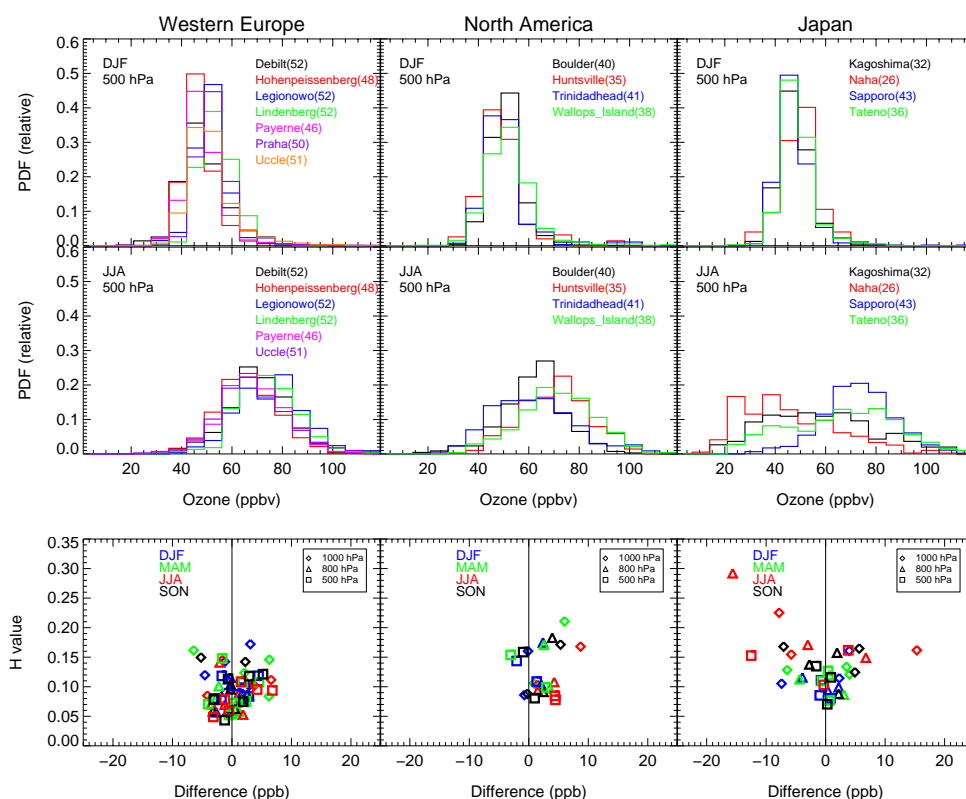 Western Europe
North America
Japan
0.6
0.5
0.4
0.3
0.2
0.1
0.0
PDF (relative)
DJF
500 hPa
Debilt(52)
Hohenpeissenberg(48)
Legionowo(52)
Lindenberg(52)
Payerne(46)
Praha(50)
Uccle(51)
DJF
500 hPa
Boulder(40)
Huntsville(35)
Trinidadhead(41)
Wallops_Island(38)
DJF
500 hPa
Kagoshima(32)
Naha(26)
Sapporo(43)
Tateno(36)
0.6
0.5
0.4
0.3
0.2
0.1
0.0
PDF (relative)
JJA
500 hPa
Debilt(52)
Hohenpeissenberg(48)
Legionowo(52)
Lindenberg(52)
Payerne(46)
Uccle(51)
JJA
500 hPa
Boulder(40)
Huntsville(35)
Trinidadhead(41)
Wallops_Island(38)
JJA
500 hPa
Kagoshima(32)
Naha(26)
Sapporo(43)
Tateno(36)
20 40 60 80 100
20 40 60 80 100
20 40 60 80 100
Ozone (ppbv)
Ozone (ppbv)
Ozone (ppbv)
0.35
0.30
0.25
0.20
0.15
0.10
0.05
0.00
H value
DJF
MAM
JJA
SON
1000 hPa
800 hPa
500 hPa
DJF
MAM
JJA
SON
1000 hPa
800 hPa
500 hPa
DJF
MAM
JJA
SON
1000 hPa
800 hPa
500 hPa
−20 −10 0 10 20
−20 −10 0 10 20
−20 −10 0 10 20
Difference (ppb)
Difference (ppb)
Difference (ppb)